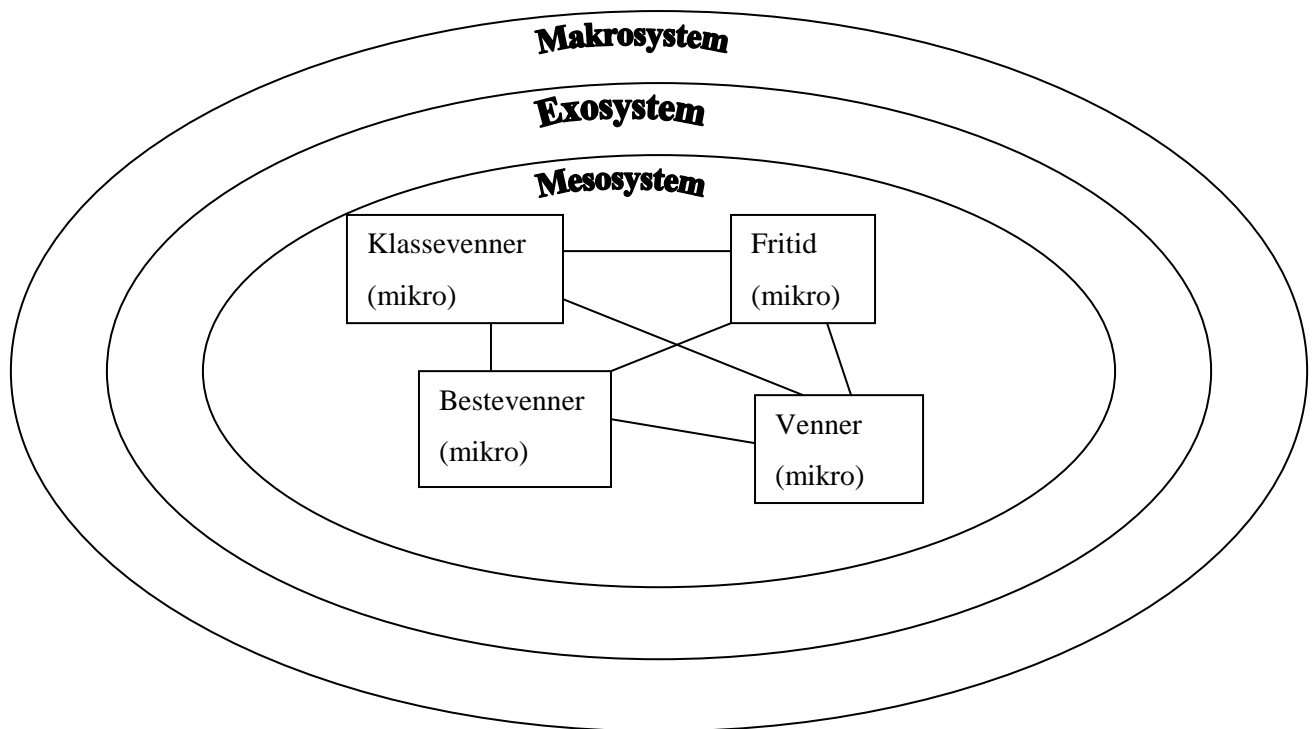 Makrosystem
Exosystem
Mesosystem
Klassevenner
(mikro)
Fritid
(mikro)
Bestevenner
(mikro)
Venner
(mikro)